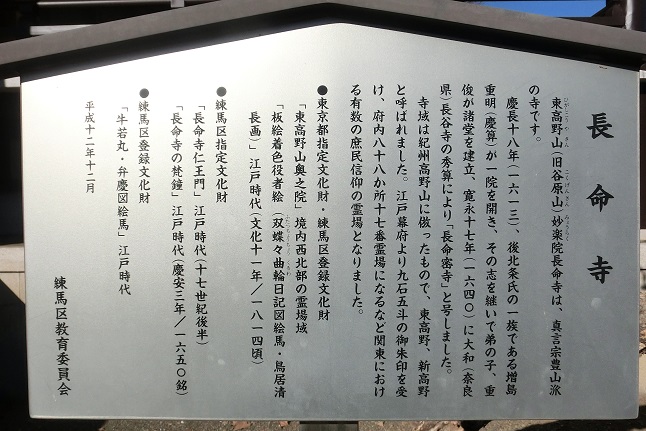 長命寺
東高野山(旧谷原山)妙楽院長命寺は、真言宗豊山派
の寺です。
慶長十八年(一六一三)、後北条氏の一族である増島
重明(慶算)が一院を開き、その志を継いで弟の子、重
俊が諸堂を建立、寛永十七年(一六四〇)に大和(奈良
県)長谷寺の秀算により「長命密寺」と号しました。
寺域は紀州高野山に倣ったもので、東高野、新高野
と呼ばれました。江戸幕府より九石五斗の御朱印を受
け、府内八十八か所十七番霊場になるなど関東におけ
る有数の庶民信仰の霊場となりました。
●東京都指定文化財・練馬区登録文化財
「東高野山奥之院」境内西北部の霊場域
「板絵着色役者絵(双蝶々曲輪日記図絵馬・鳥居清
長画)」江戸時代(文化十一年/一八一四頃)
●練馬区指定文化財
「長命寺仁王門」江戸時代(十七世紀後半)
「長命寺の梵鐘」江戸時代(慶安三年/一六五〇銘)
●練馬区登録文化財
「牛若丸・弁慶図絵馬」江戸時代
平成十二年十二月
練馬区教育委員会